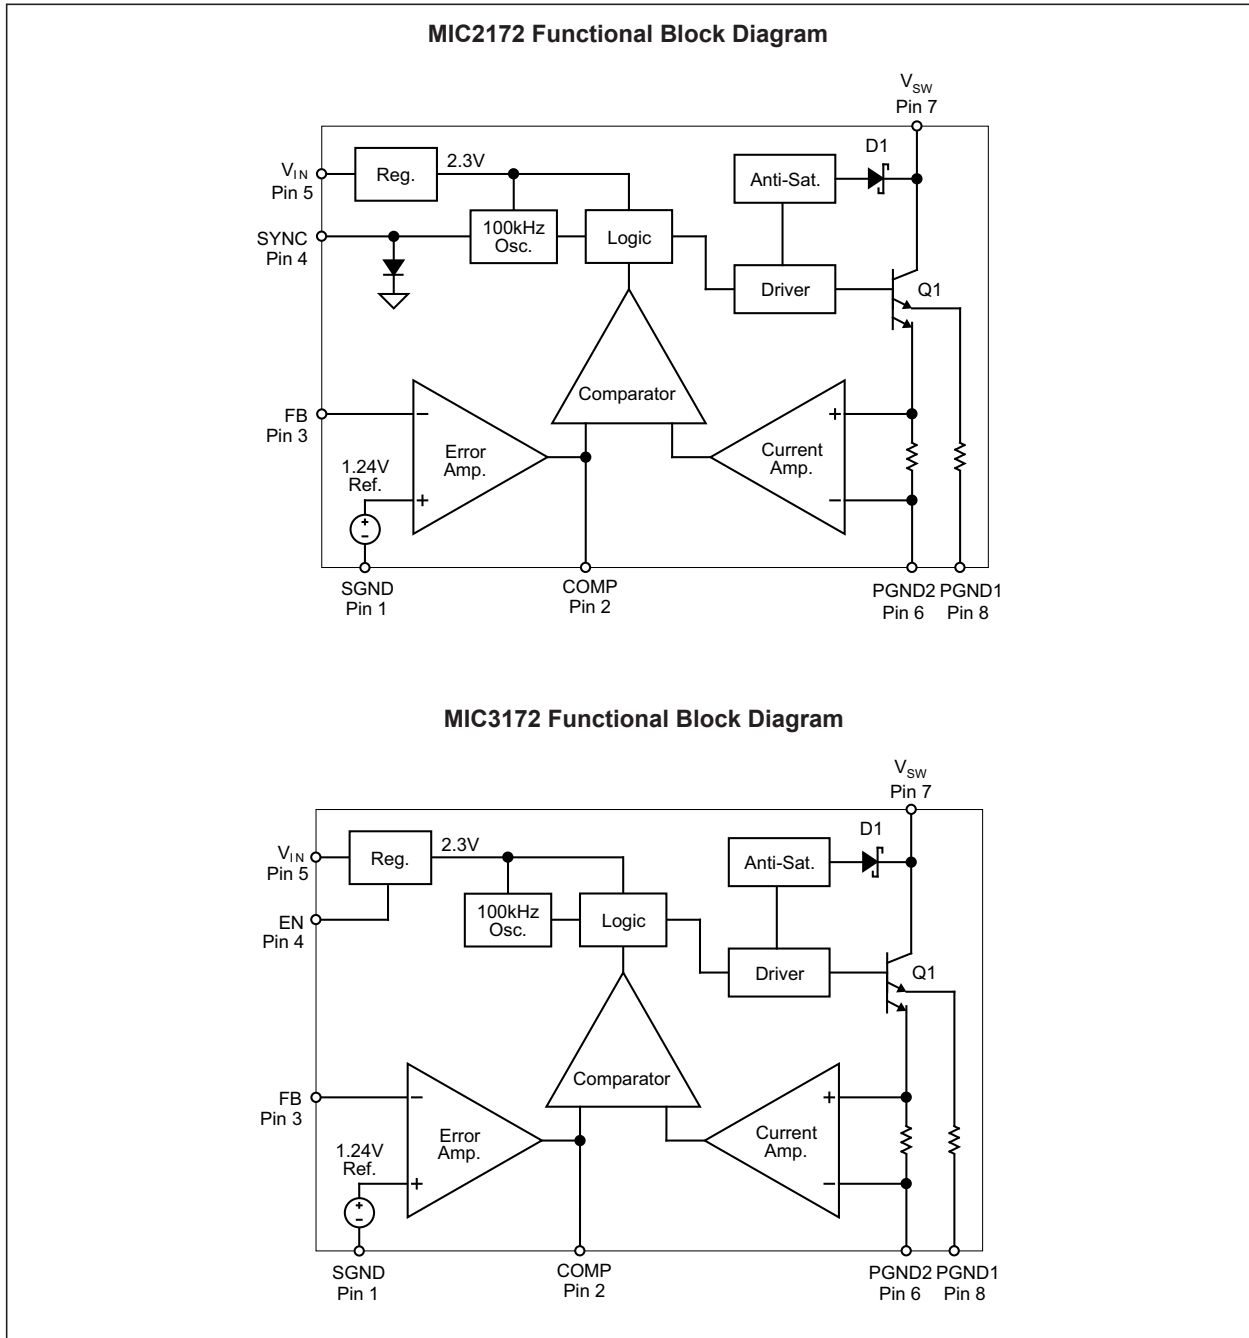 MIC2172 Functional Block Diagram
VSW
Pin 7
D1
VIN
Pin 5
Reg.
2.3V
Anti-Sat.
SYNC
Pin 4
100kHz
Osc.
Logic
Driver
Q1
Comparator
FB
Pin 3
−
+
Error
Amp.
Current
Amp.
+
−
1.24V
Ref.
+
−
SGND
Pin 1
COMP
Pin 2
PGND2
Pin 6
PGND1
Pin 8
MIC3172 Functional Block Diagram
VSW
Pin 7
D1
VIN
Pin 5
Reg.
2.3V
Anti-Sat.
EN
Pin 4
100kHz
Osc.
Logic
Driver
Q1
Comparator
FB
Pin 3
−
+
Error
Amp.
Current
Amp.
+
−
1.24V
Ref.
+
−
SGND
Pin 1
COMP
Pin 2
PGND2
Pin 6
PGND1
Pin 8